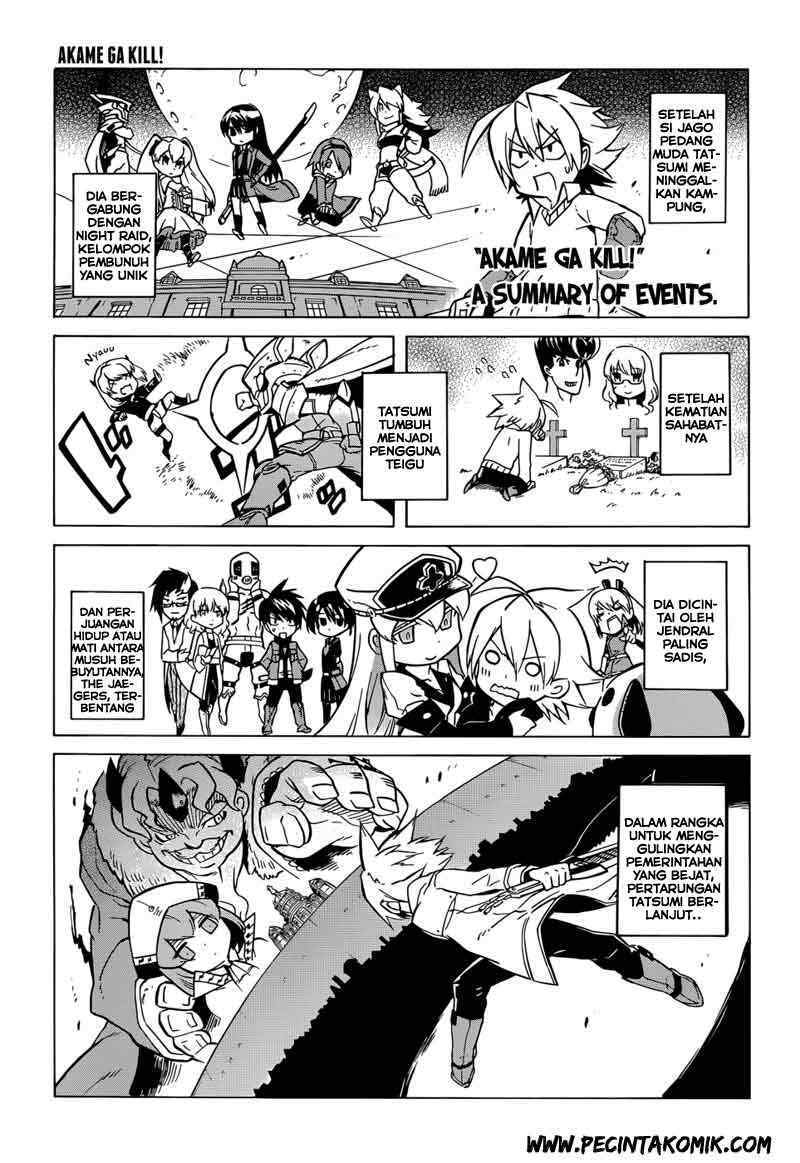 AKAME GA KILL!
SETELAH
SI JAGO
PEDANG
MUDA TAT-
SUMI ME-
NINGGAL-
KAN KAM-
PUNG,
DIA BER-
GABUNG
DENGAN
NIGHT RAID,
KELOMPOK
PEMBUNUH
YANG UNIK
"AKAME GA KILL!"
A SUMMARY OF EVENTS.
SETELAH
KEMATIAN
SAHABAT-
NYA
TATSUMI
TUMBUH
MENJADI
PENGGUNA
TEIGU
Nyauu
DIA DICIN-
TAI OLEH
JENDRAL
PALING
SADIS,
DAN PER-
JUANGAN
HIDUP ATAU
MATI ANTARA
MUSUH BE-
BUYUTANNYA,
THE JAE-
GERS, TER-
BENTANG
DALAM RANGKA
UNTUK MENG-
GULINGKAN
PEMERINTAHAN
YANG BEJAT,
PERTARUNGAN
TATSUMI BER-
LANJUT..
WWW.PECINTAKOMIK.COM